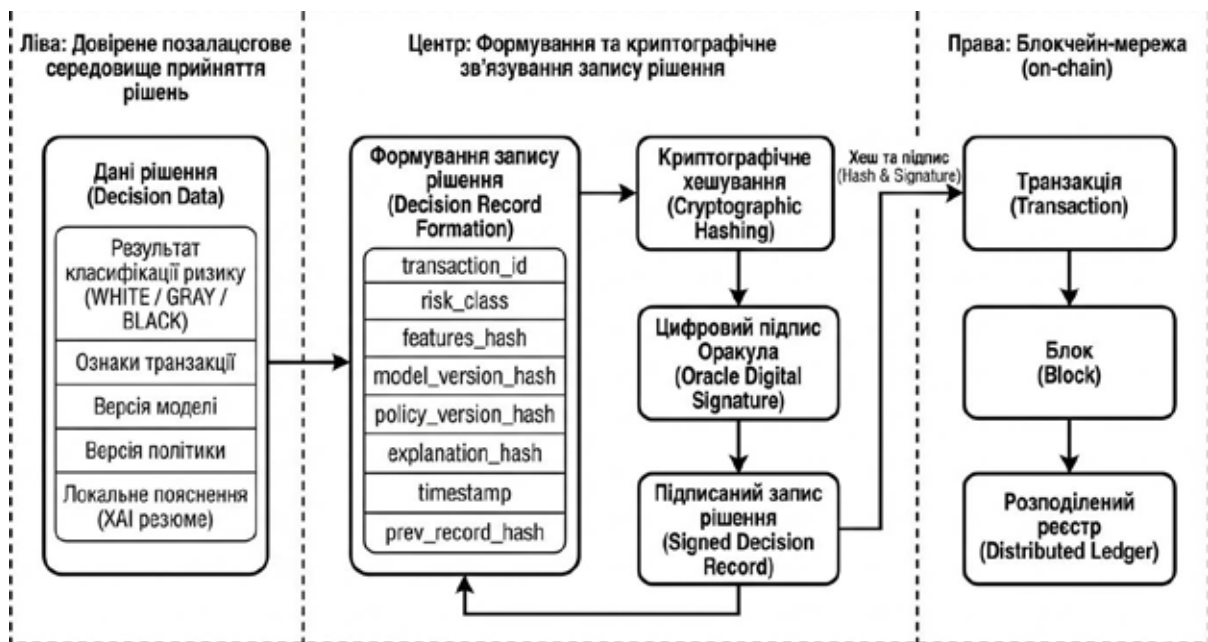 Ліва: Довірене позалацюгове
середовище прийняття
рішень
Центр: Формування та криптографічне
зв'язування запису рішення
Права: Блокчейн-мережа
(on-chain)
Дані рішення
(Decision Data)
Результат
класифікації ризику
(WHITE / GRAY /
BLACK)
Ознаки транзакції
Версія моделі
Версія політики
Локальне пояснення
(XAI резюме)
Формування запису
рішення
(Decision Record
Formation)
transaction_id
risk_class
features_hash
model_version_hash
policy_version_hash
explanation_hash
timestamp
prev_record_hash
Криптографічне
хешування
(Cryptographic
Hashing)
Цифровий підпис
Оракула
(Oracle Digital
Signature)
Підписаний запис
рішення
(Signed Decision
Record)
Хеш та підпис
(Hash & Signature)
Транзакція
(Transaction)
Блок
(Block)
Розподілений
реєстр
(Distributed Ledger)